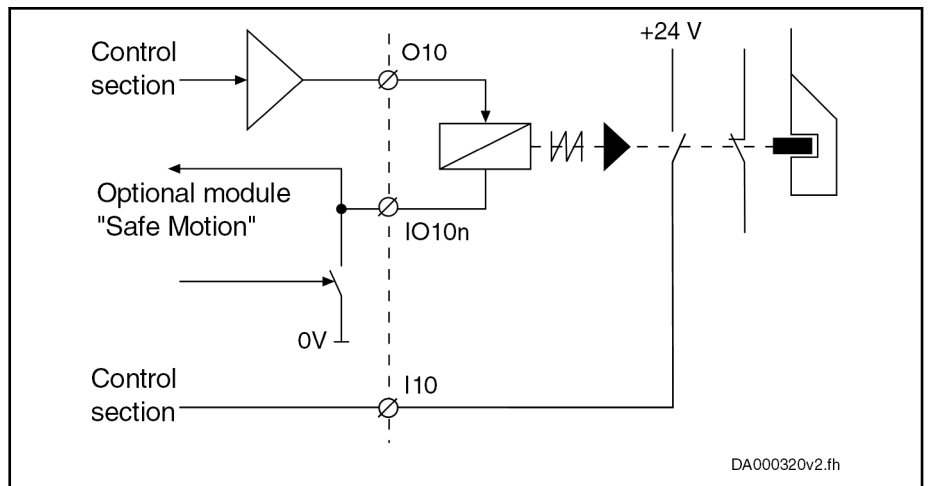 Control
section
O10
+24 V
Optional module
"Safe Motion"
IO10n
0V
Control
section
I10
DA000320v2.fh